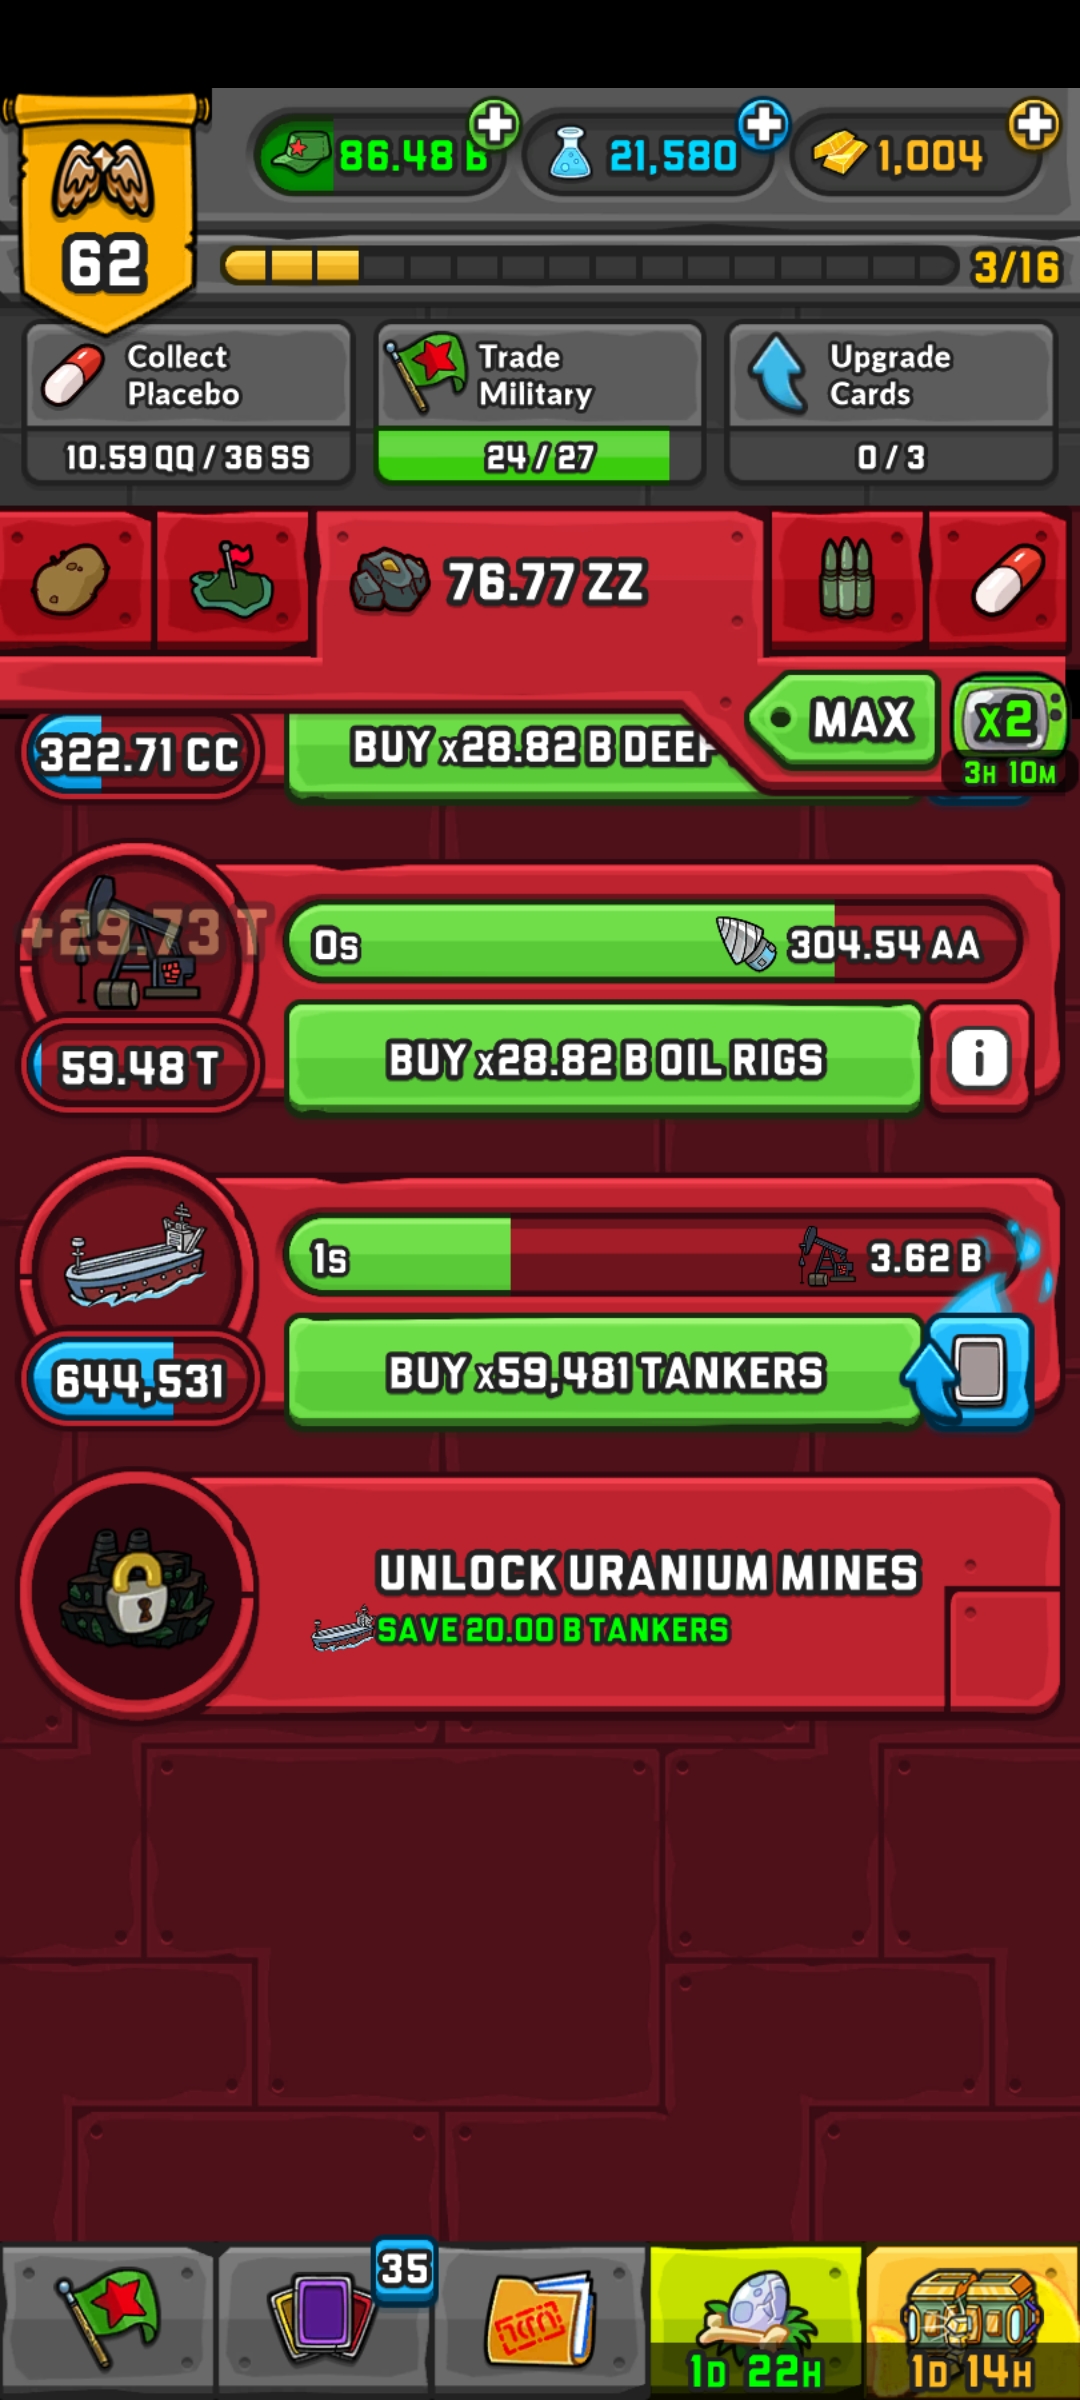 86.48 B
21,580
1,004
62
3/16
Collect
Placebo
10.59 QQ / 36 SS
Trade
Military
24 / 27
Upgrade
Cards
0 / 3
76.77 ZZ
MAX
x2
3H 10M
322.71 CC
BUY x28.82 B DEEP
+29.73 T
0s
304.54 AA
59.48 T
BUY x28.82 B OIL RIGS
i
1s
3.62 B
644,531
BUY x59,481 TANKERS
UNLOCK URANIUM MINES
SAVE 20.00 B TANKERS
35
1D 22H
1D 14H